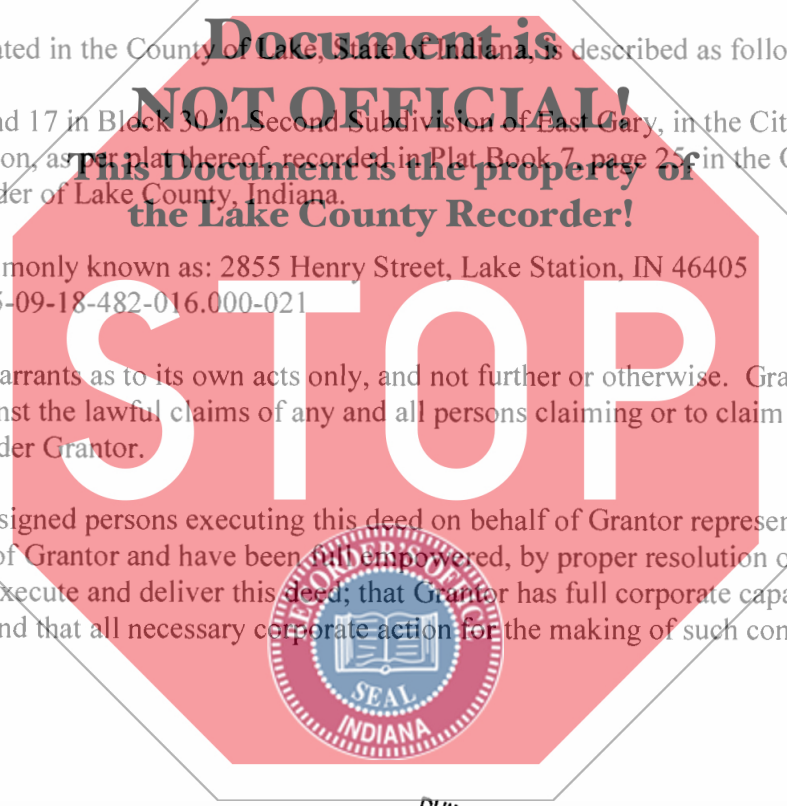 Document is
ated in the County of Lake, State of Indiana, is described as follo
NOT OFFICIAL!
nd 17 in Block 30 in Second Subdivision of East Gary, in the Cit
on, as per plat thereof, recorded in Plat Book 7, page 25, in the
This Document is the property of
der of Lake County, Indiana.
the Lake County Recorder!
monly known as: 2855 Henry Street, Lake Station, IN 46405
-09-18-482-016.000-021
STOP
arrants as to its own acts only, and not further or otherwise. Gra
nst the lawful claims of any and all persons claiming or to claim
der Grantor.
signed persons executing this deed on behalf of Grantor represen
of Grantor and have been full empowered, by proper resolution o
xecute and deliver this deed; that Grantor has full corporate capa
nd that all necessary corporate action for the making of such con
RECORDER'S OFFICE
SEAL
INDIANA